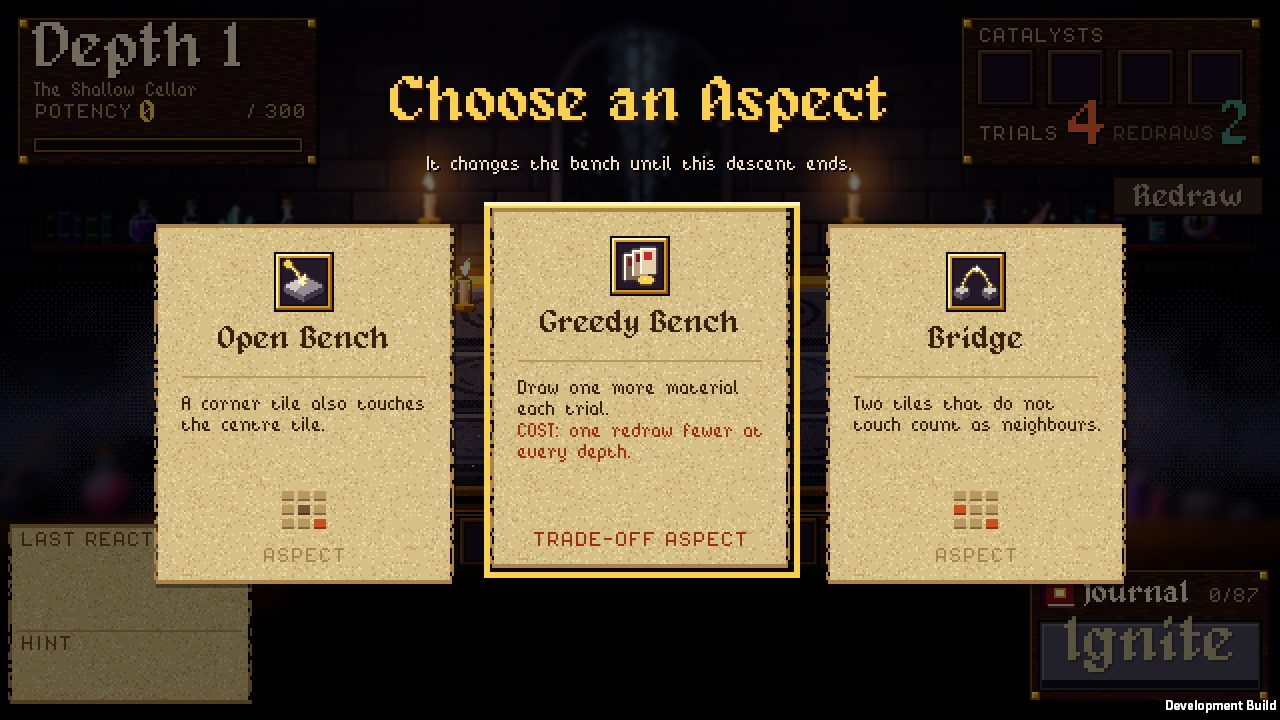 Depth 1
The Shallow Cellar
POTENCY 0 / 300
CATALYSTS
TRIALS 4 REDRAWS 2
Redraw
Choose an Aspect
It changes the bench until this descent ends.
Open Bench
A corner tile also touches
the centre tile.
ASPECT
Greedy Bench
Draw one more material
each trial.
COST: one redraw fewer at
every depth.
TRADE-OFF ASPECT
Bridge
Two tiles that do not
touch count as neighbours.
ASPECT
LAST REACT
HINT
Journal 0/87
Ignite
Development Build